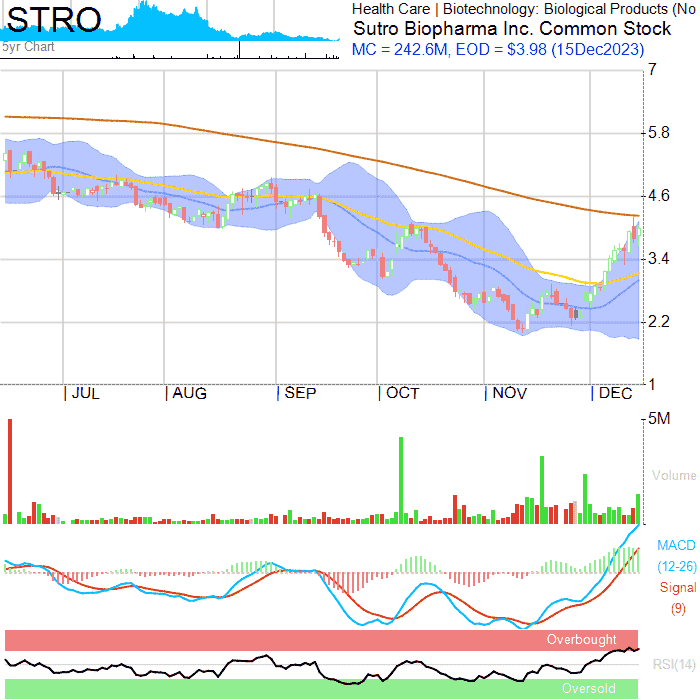 STRO
5yr Chart
Health Care | Biotechnology: Biological Products (No
Sutro Biopharma Inc. Common Stock
MC = 242.6M, EOD = $3.98 (15Dec2023)
7
5.8
4.6
3.4
2.2
1
| JUL | AUG | SEP | OCT | NOV | DEC
5M
Volume
MACD
(12-26)
Signal
(9)
Overbought
RSI(14)
Oversold